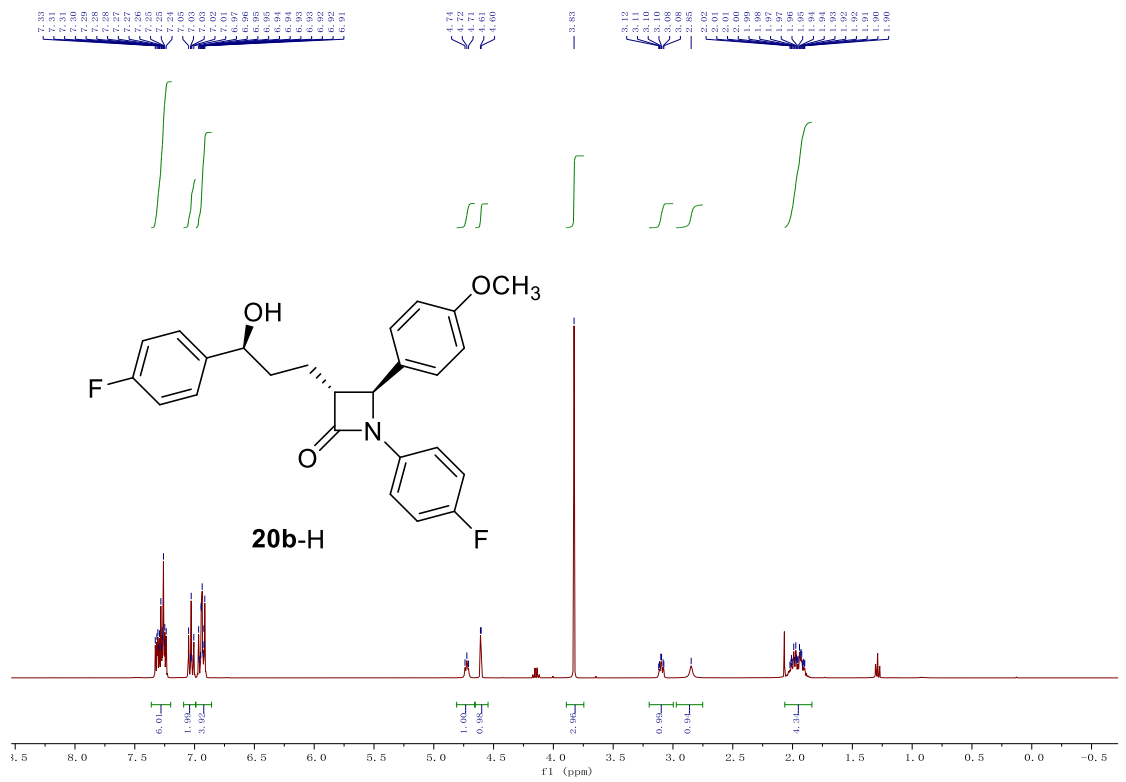 7.33 7.31 7.31 7.30 7.29 7.28 7.28 7.27 7.27 7.26 7.25 7.25 7.24 7.05 7.03 7.03 7.02 7.01 6.97 6.96 6.95 6.95 6.94 6.94 6.93 6.93 6.92 6.92 6.91 4.74 4.72 4.71 4.61 4.60 3.83 3.12 3.11 3.10 3.10 3.08 3.08 2.85 2.02 2.01 2.01 2.00 1.99 1.98 1.97 1.97 1.96 1.95 1.94 1.94 1.93 1.92 1.92 1.91 1.90 1.90
OCH3
OH
F
N
O
F
20b-H
6.01 1.99 3.92 1.00 0.98 2.96 0.99 0.94 4.34
8.5 8.0 7.5 7.0 6.5 6.0 5.5 5.0 4.5 4.0 3.5 3.0 2.5 2.0 1.5 1.0 0.5 0.0 -0.5
f1 (ppm)